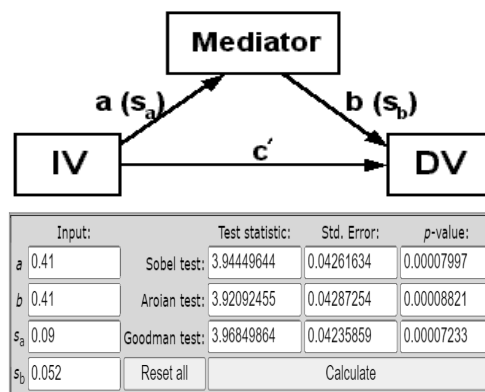 Mediator
a (sa) b (sb)
c′
IV DV
Input: Test statistic: Std. Error: p-value:
a 0.41 Sobel test: 3.94449644 0.04261634 0.00007997
b 0.41 Aroian test: 3.92092455 0.04287254 0.00008821
sa 0.09 Goodman test: 3.96849864 0.04235859 0.00007233
sb 0.052 Reset all Calculate